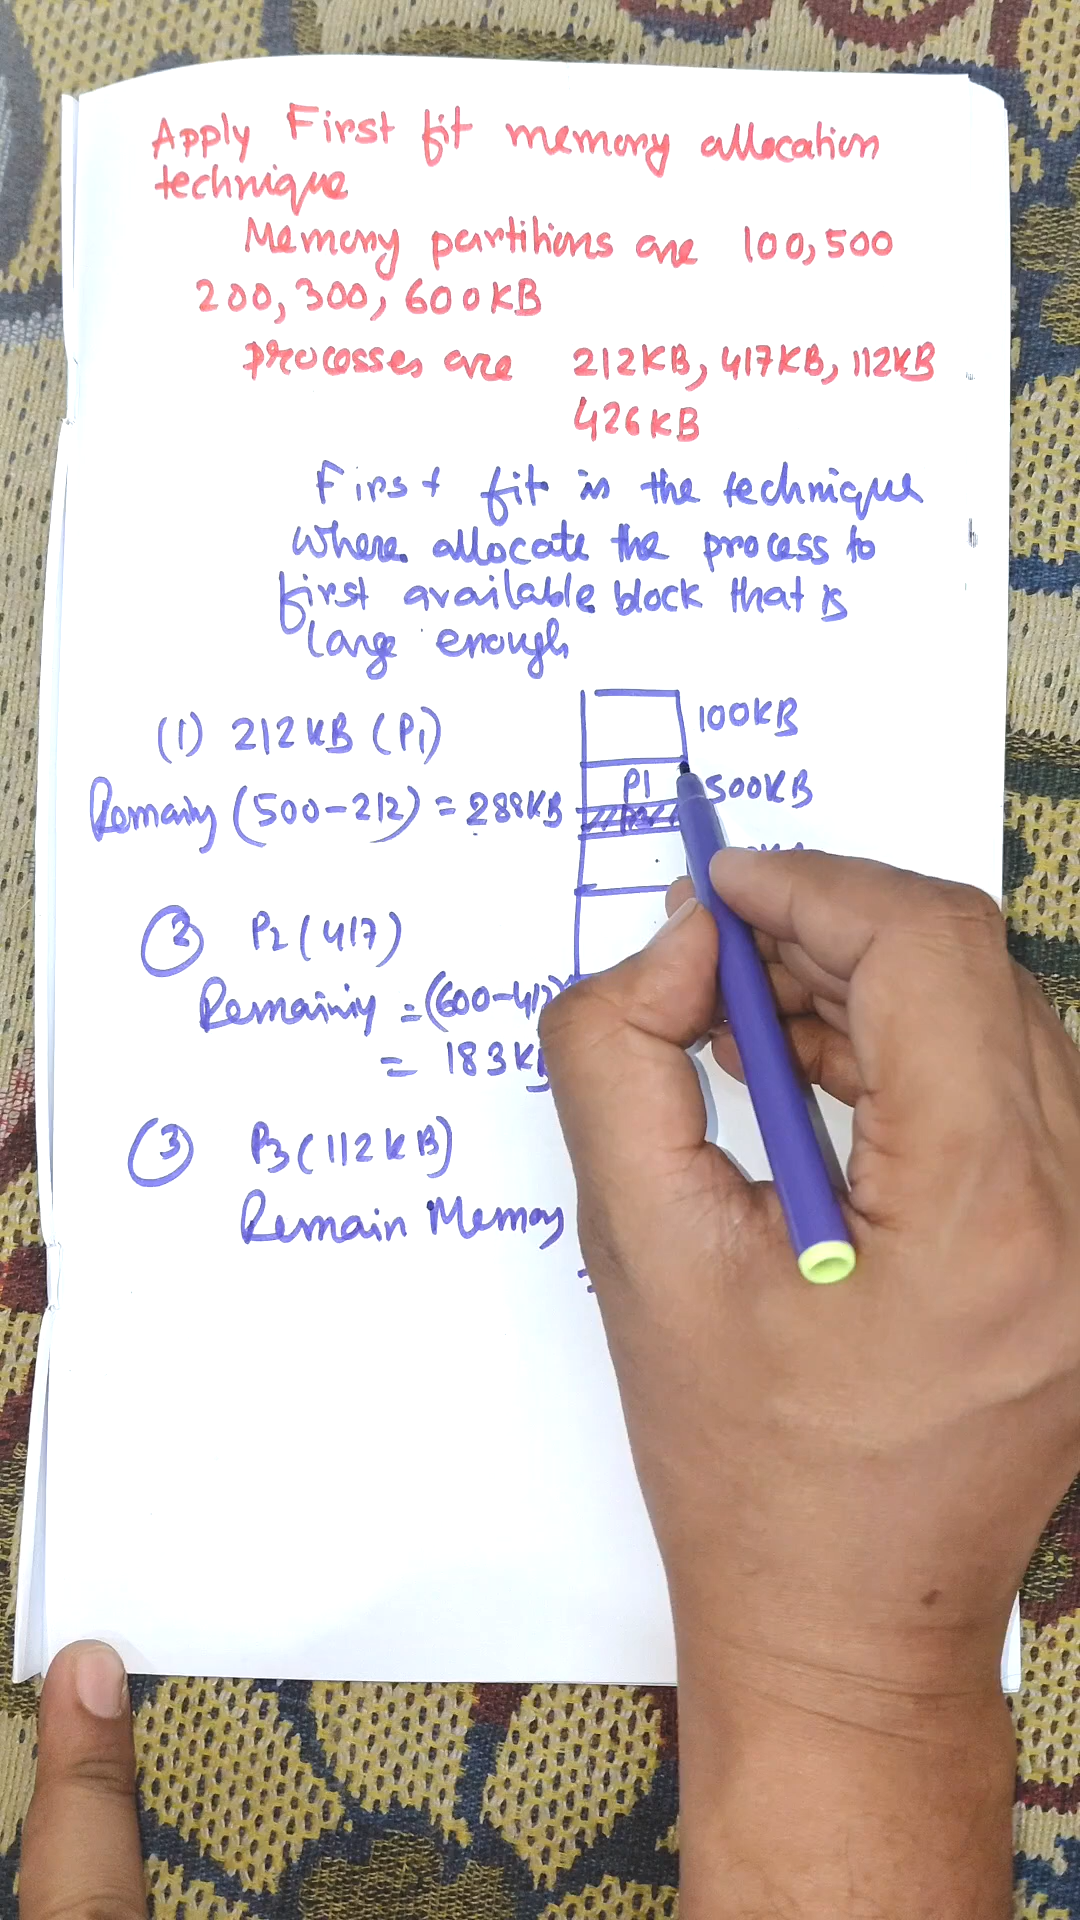 Apply First fit memory allocation
technique
Memory partitions are 100, 500
200, 300, 600KB
processes are 212KB, 417KB, 112KB
426KB
First fit is the technique
where allocate the process to
first available block that is
large enough
(1) 212KB (P1)
100KB
P1
500KB
Remaing (500-212) = 288KB
P3
2 P2 (417)
Remaining = (600-417)
= 183KB
3 P3 (112KB)
Remain Memory
=